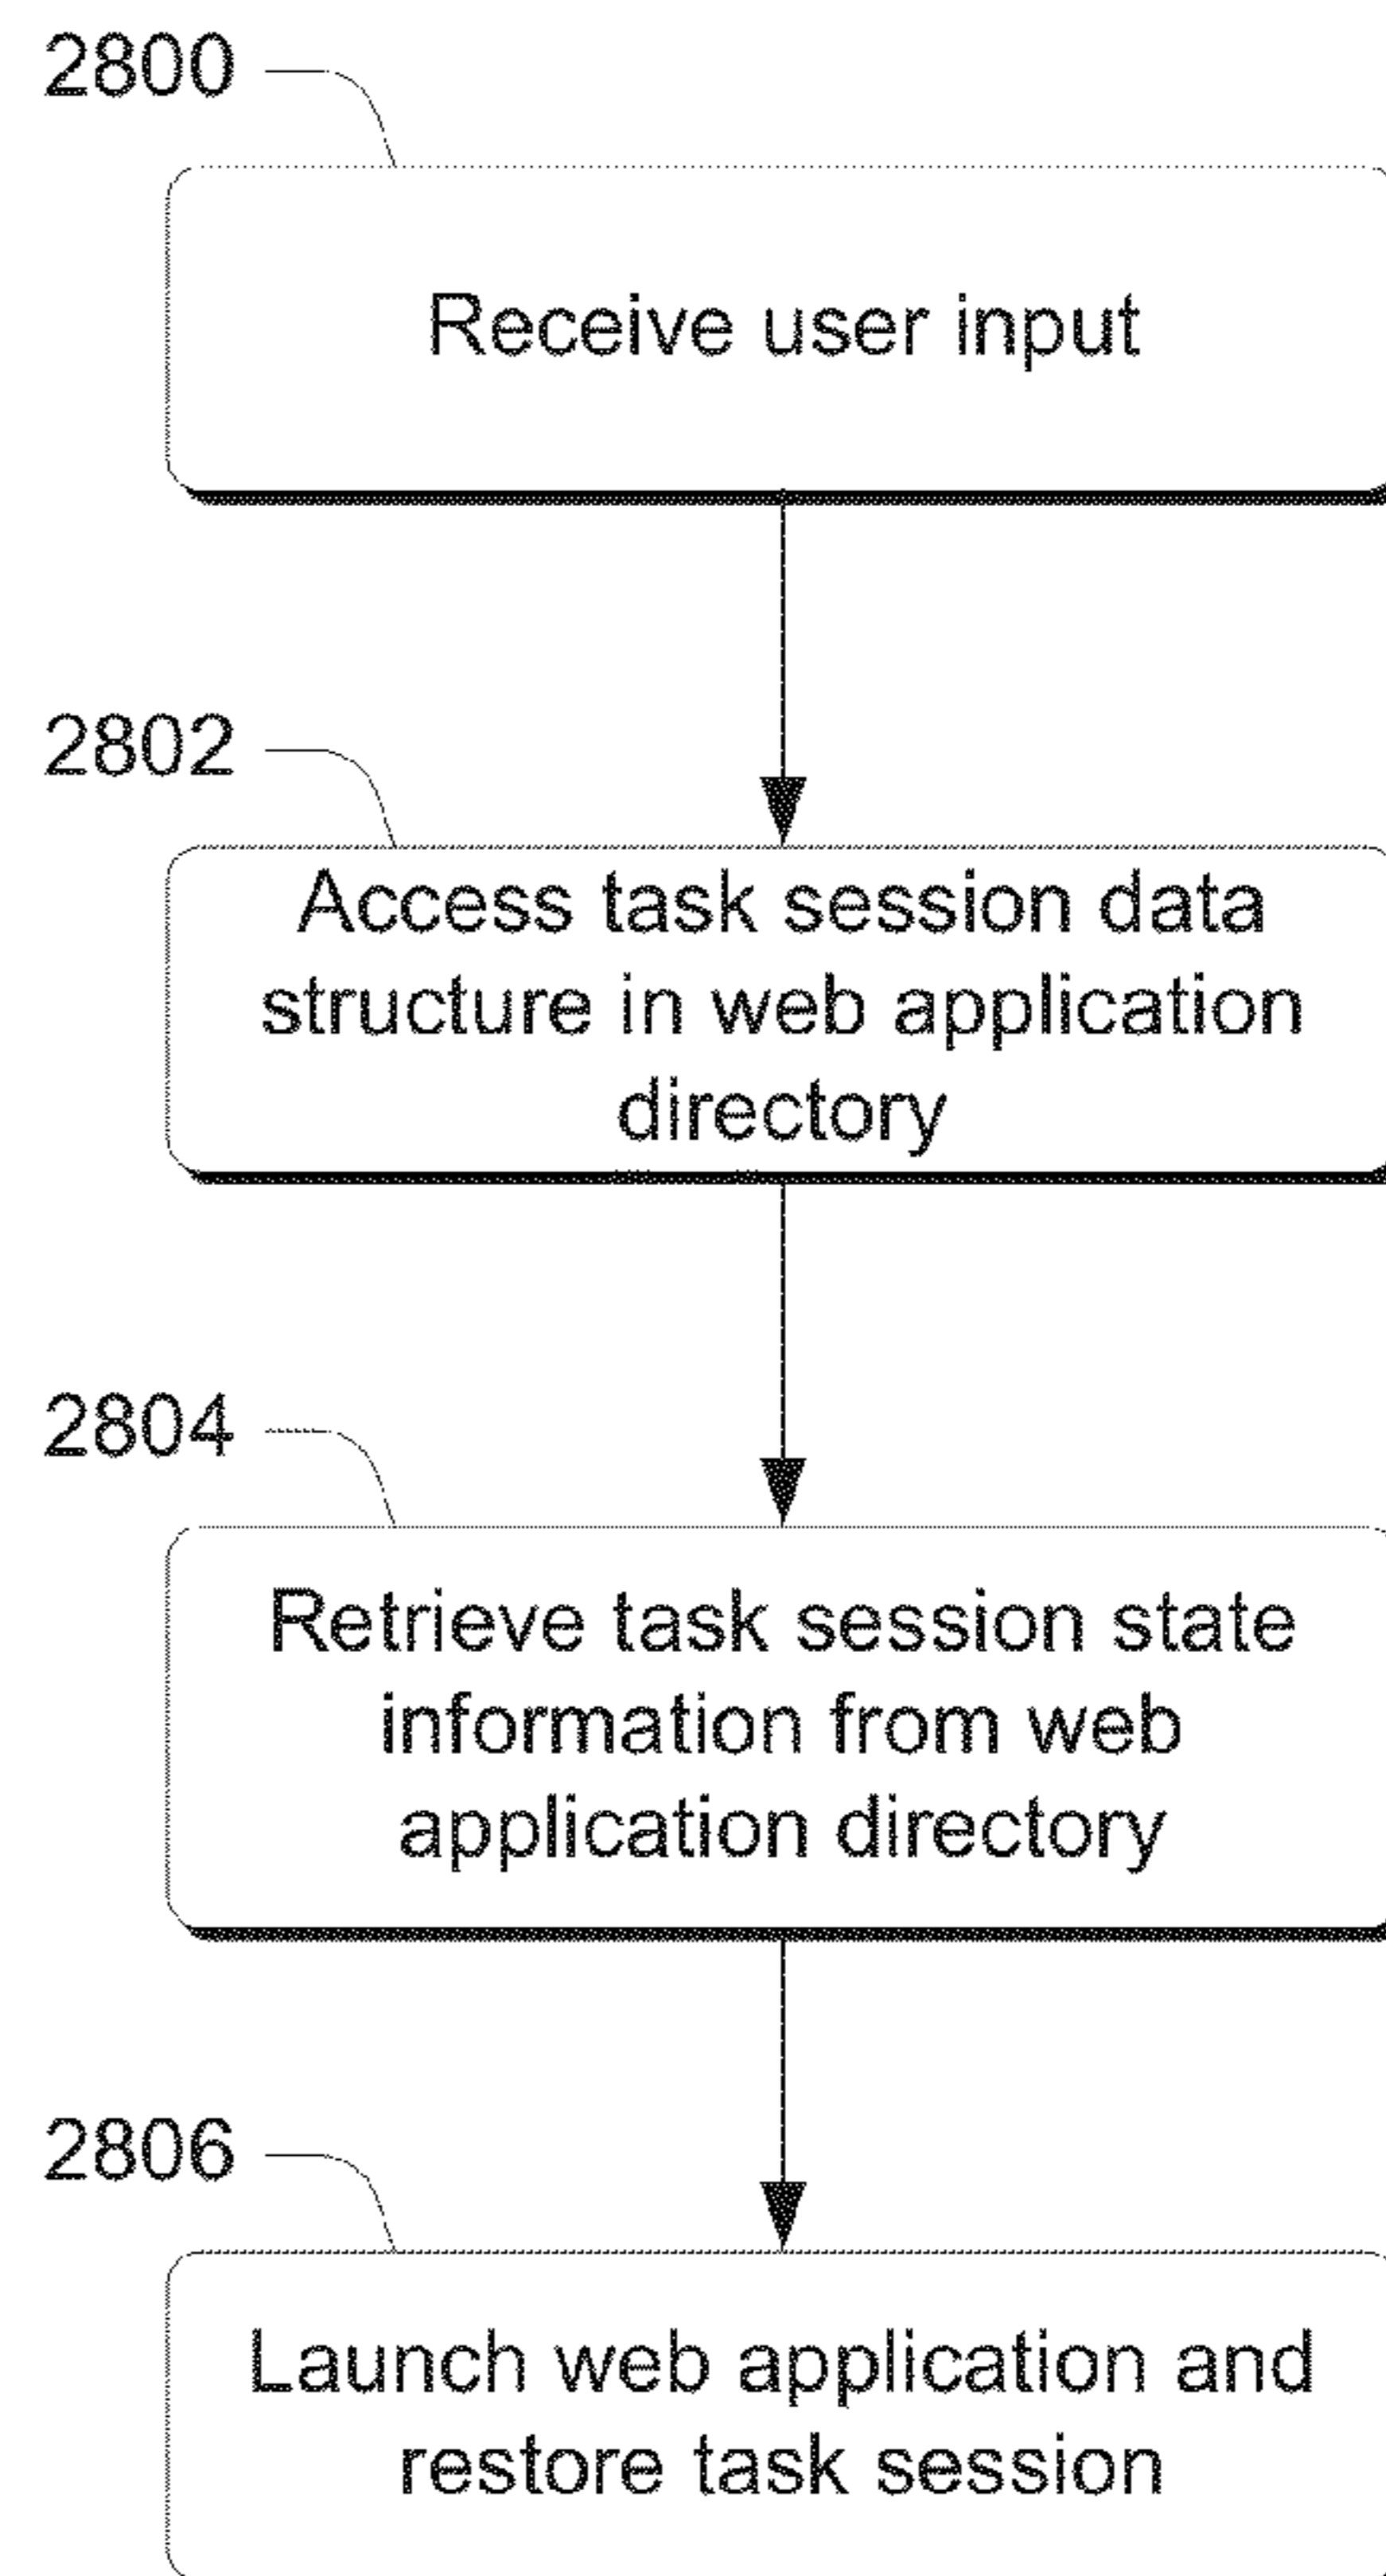 2800
Receive user input
2802
Access task session data
structure in web application
directory
2804
Retrieve task session state
information from web
application directory
2806
Launch web application and
restore task session